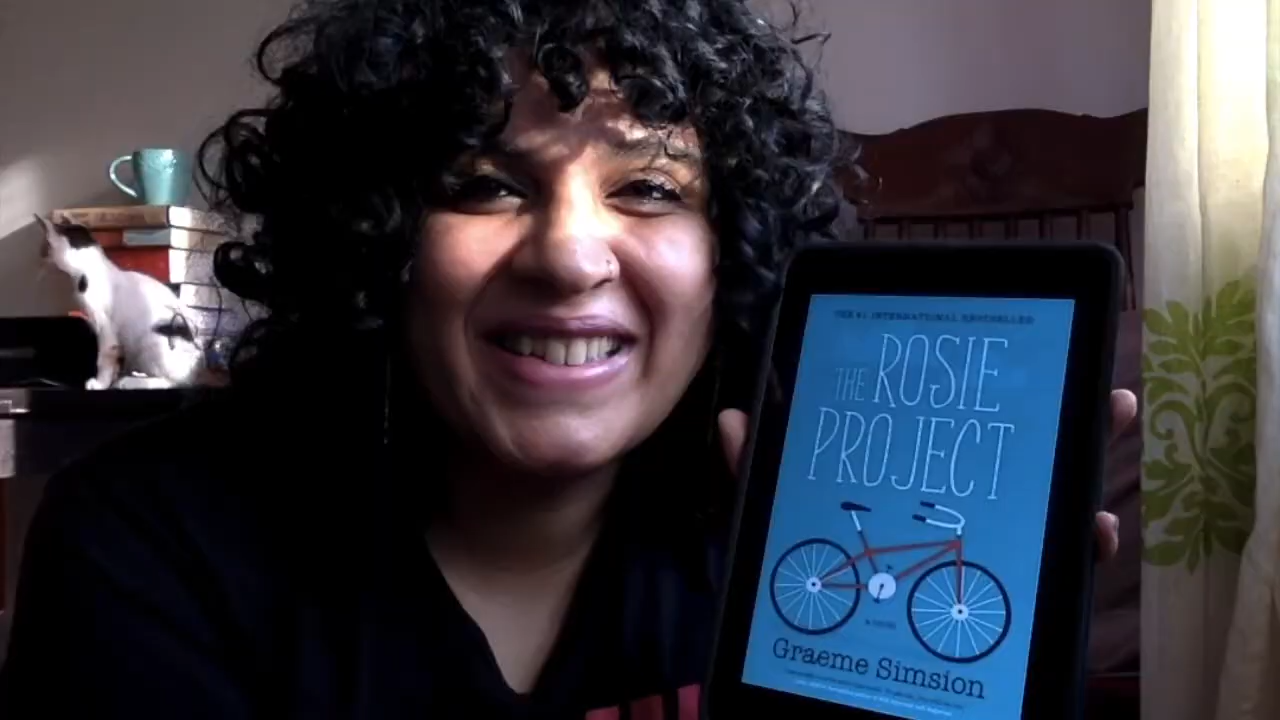 THE #1 INTERNATIONAL BESTSELLER
THE ROSIE
PROJECT
Graeme Simsion